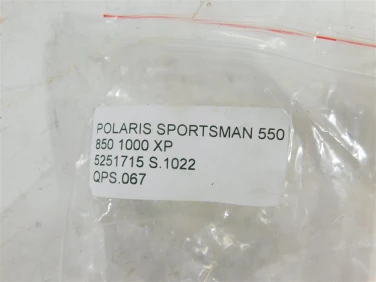 POLARIS SPORTSMAN 550
850 1000 XP
5251715 S.1022
QPS.067